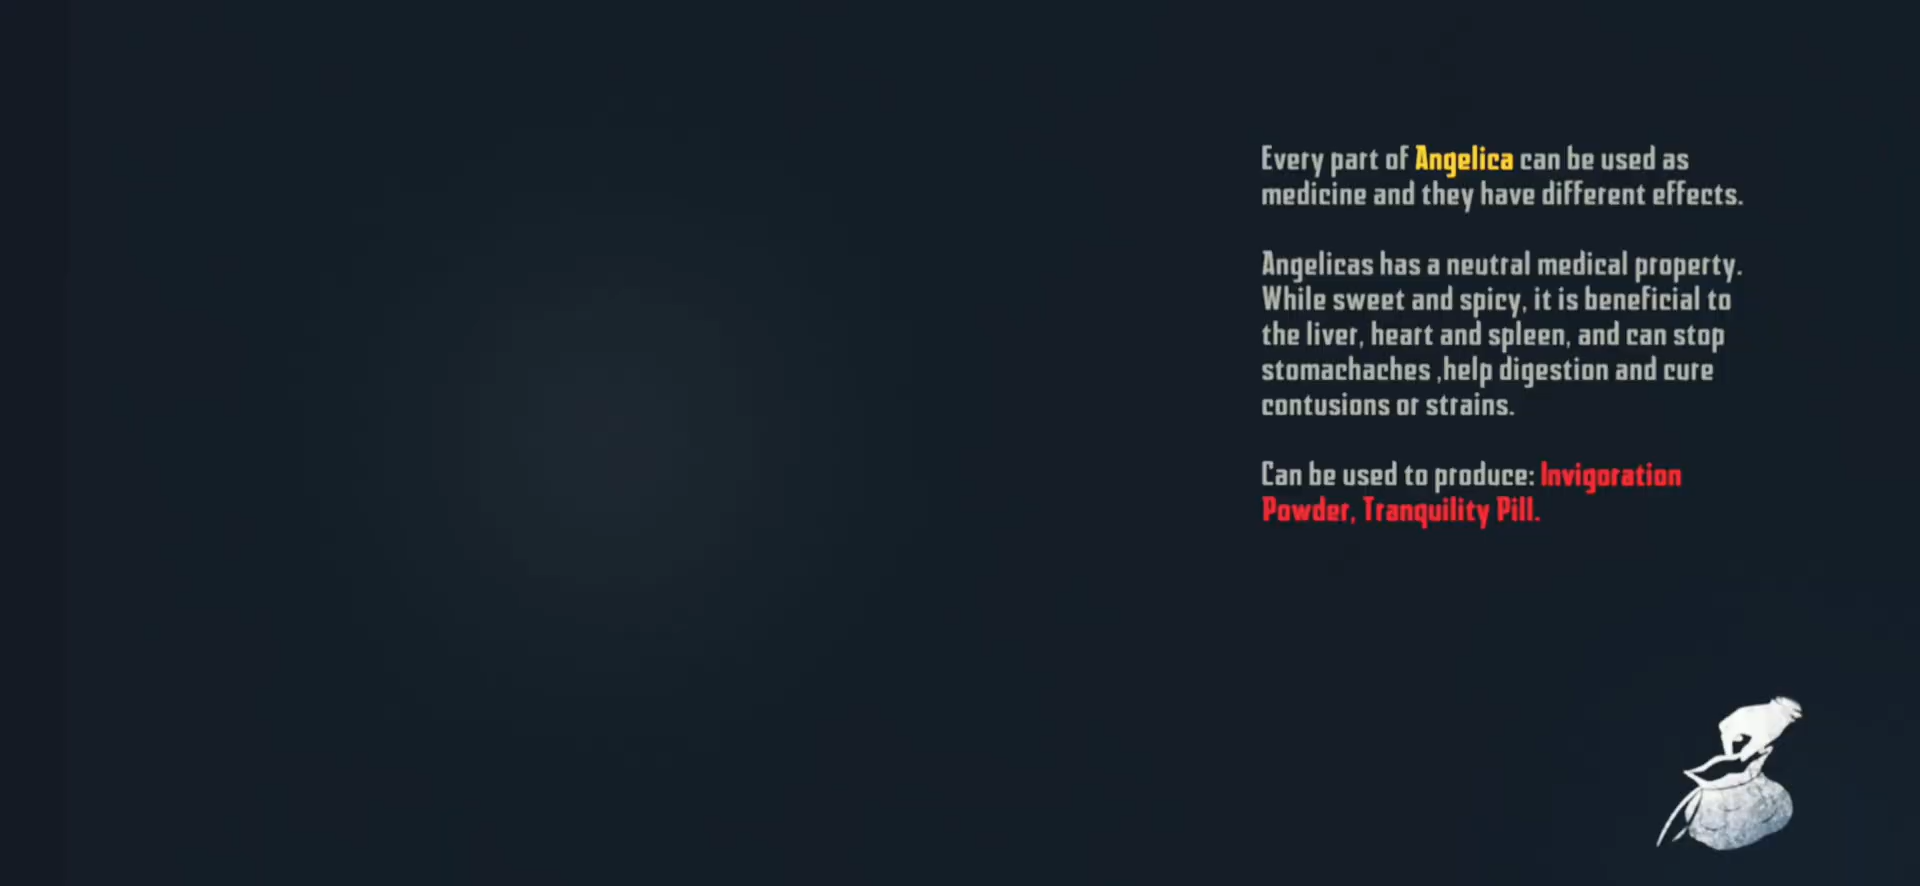 Every part of Angelica can be used as
medicine and they have different effects.
Angelicas has a neutral medical property.
While sweet and spicy, it is beneficial to
the liver, heart and spleen, and can stop
stomachaches ,help digestion and cure
contusions or strains.
Can be used to produce: Invigoration
Powder, Tranquility Pill.